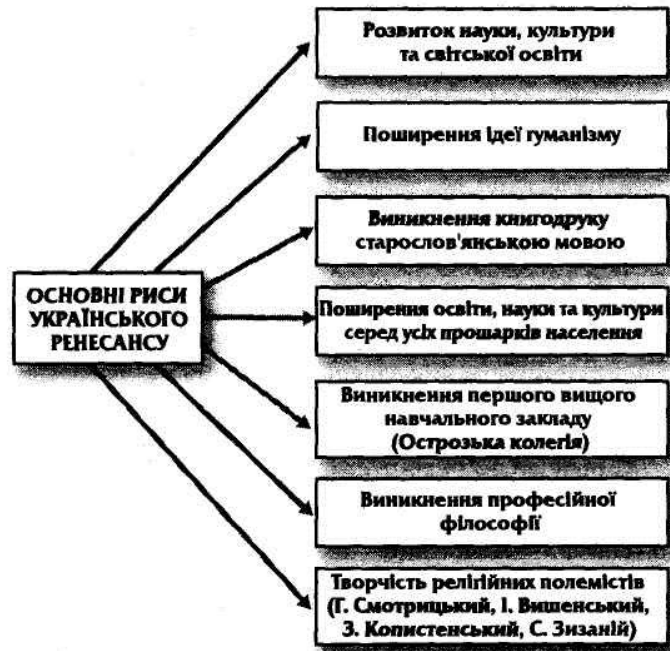 Розвиток науки, культури
та світської освіти
Поширення ідеї гуманізму
Виникнення книгодруку
старослов'янською мовою
ОСНОВНІ РИСИ
УКРАЇНСЬКОГО
РЕНЕСАНСУ
Поширення освіти, науки та культури
серед усіх прошарків населення
Виникнення першого вищого
навчального закладу
(Острозька колегія)
Виникнення професійної
філософії
Творчість релігійних полемістів
(Г. Смотрицький, І. Вишенський,
З. Копистенський, С. Зизаній)